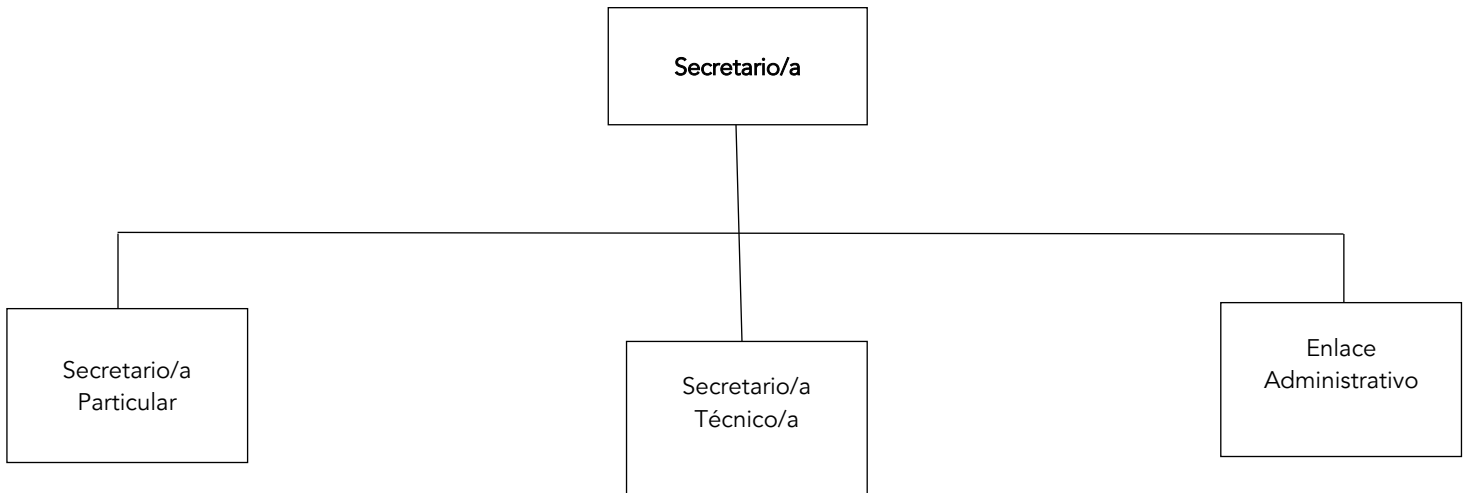 Secretario/a
Secretario/a
Particular
Secretario/a
Técnico/a
Enlace
Administrativo